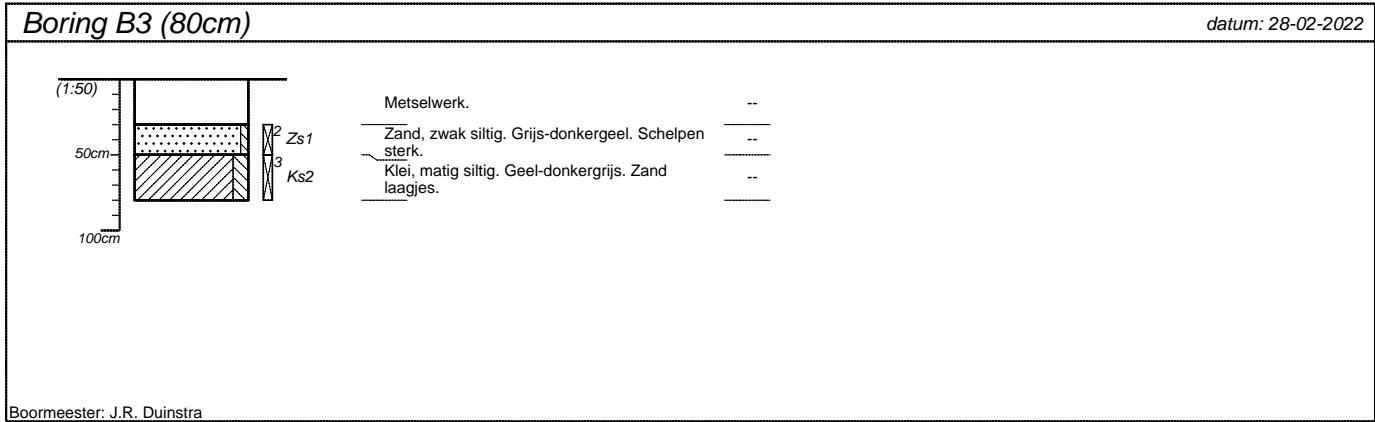 Boring B3 (80cm)
datum: 28-02-2022
(1:50)
Metselwerk.
--
2
Zs1
Zand, zwak siltig. Grijs-donkergeel. Schelpen
sterk.
--
50cm
3
Ks2
Klei, matig siltig. Geel-donkergrijs. Zand
laagjes.
--
100cm
Boormeester: J.R. Duinstra